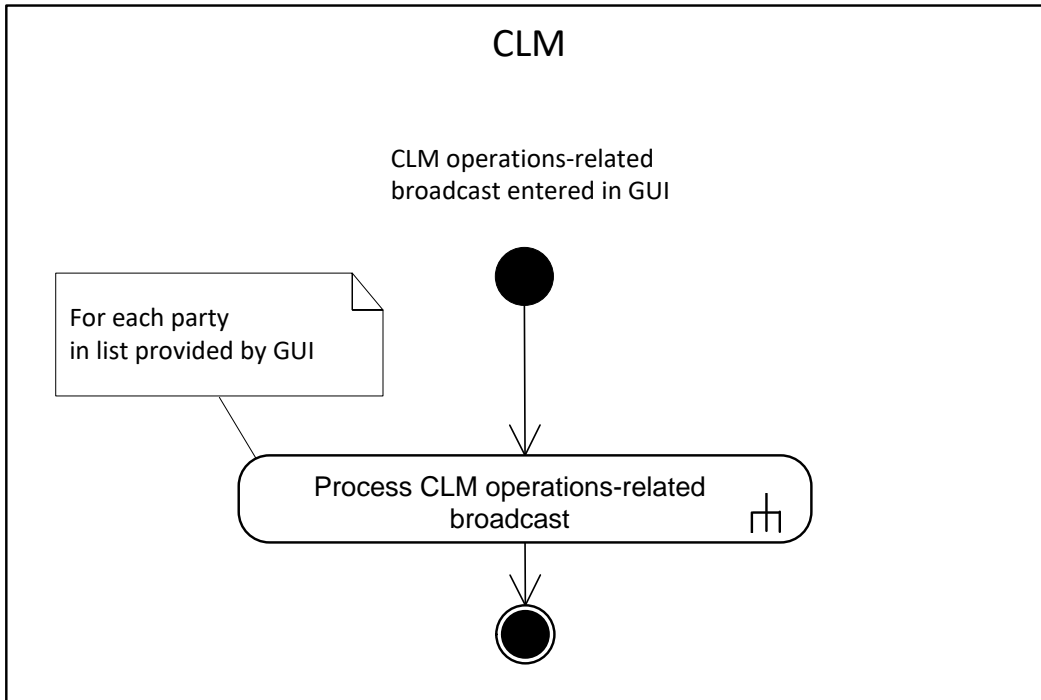 CLM
CLM operations-related
broadcast entered in GUI
For each party
in list provided by GUI
Process CLM operations-related
broadcast